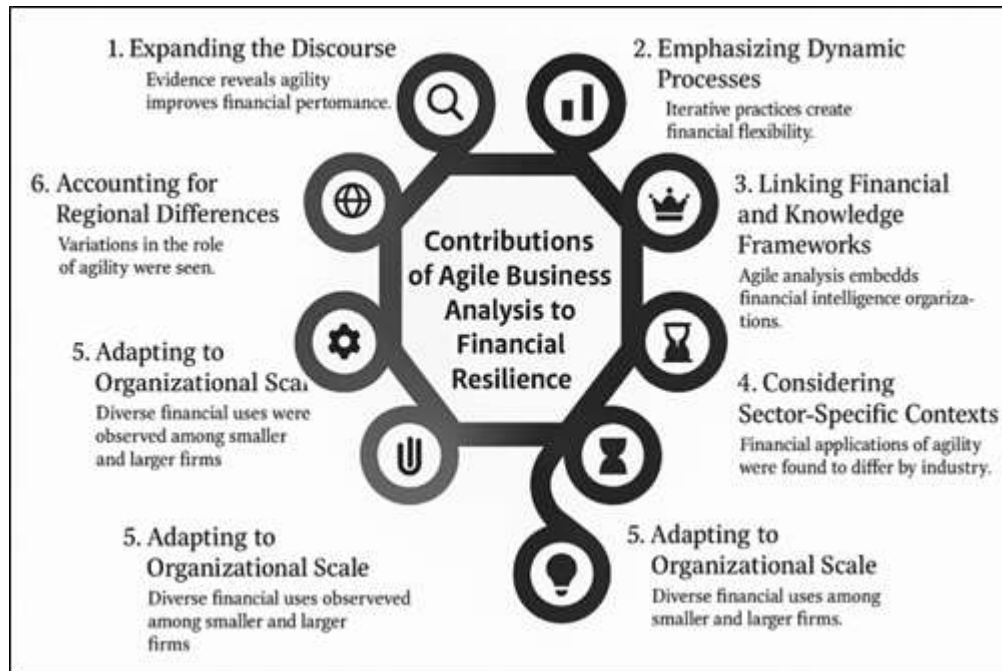 1. Expanding the Discourse
Evidence reveals agility
improves financial pertomance.
2. Emphasizing Dynamic
Processes
Iterative practices create
financial flexibility.
6. Accounting for
Regional Differences
Variations in the role
of agility were seen.
3. Linking Financial
and Knowledge
Frameworks
Agile analysis embedds
financial intelligence orgariza-
tions.
Contributions
of Agile Business
Analysis to
Financial
Resilience
5. Adapting to
Organizational Scal
Diverse financial uses were
observed among smaller
and larger firms
4. Considering
Sector-Specific Contexts
Financial applications of agility
were found to differ by industry.
5. Adapting to
Organizational Scale
Diverse financial uses observeved
among smaller and larger
firms
5. Adapting to
Organizational Scale
Diverse financial uses among
smaller and larger firms.